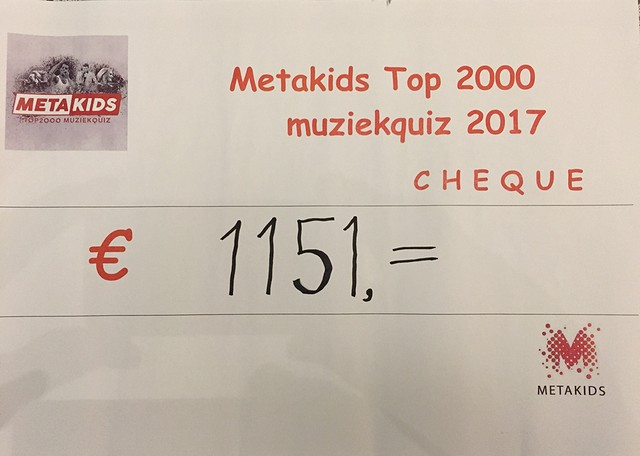 METAKIDS
TOP2000 MUZIEKQUIZ
Metakids Top 2000
muziekquiz 2017
CHEQUE
€ 1151,=
METAKIDS